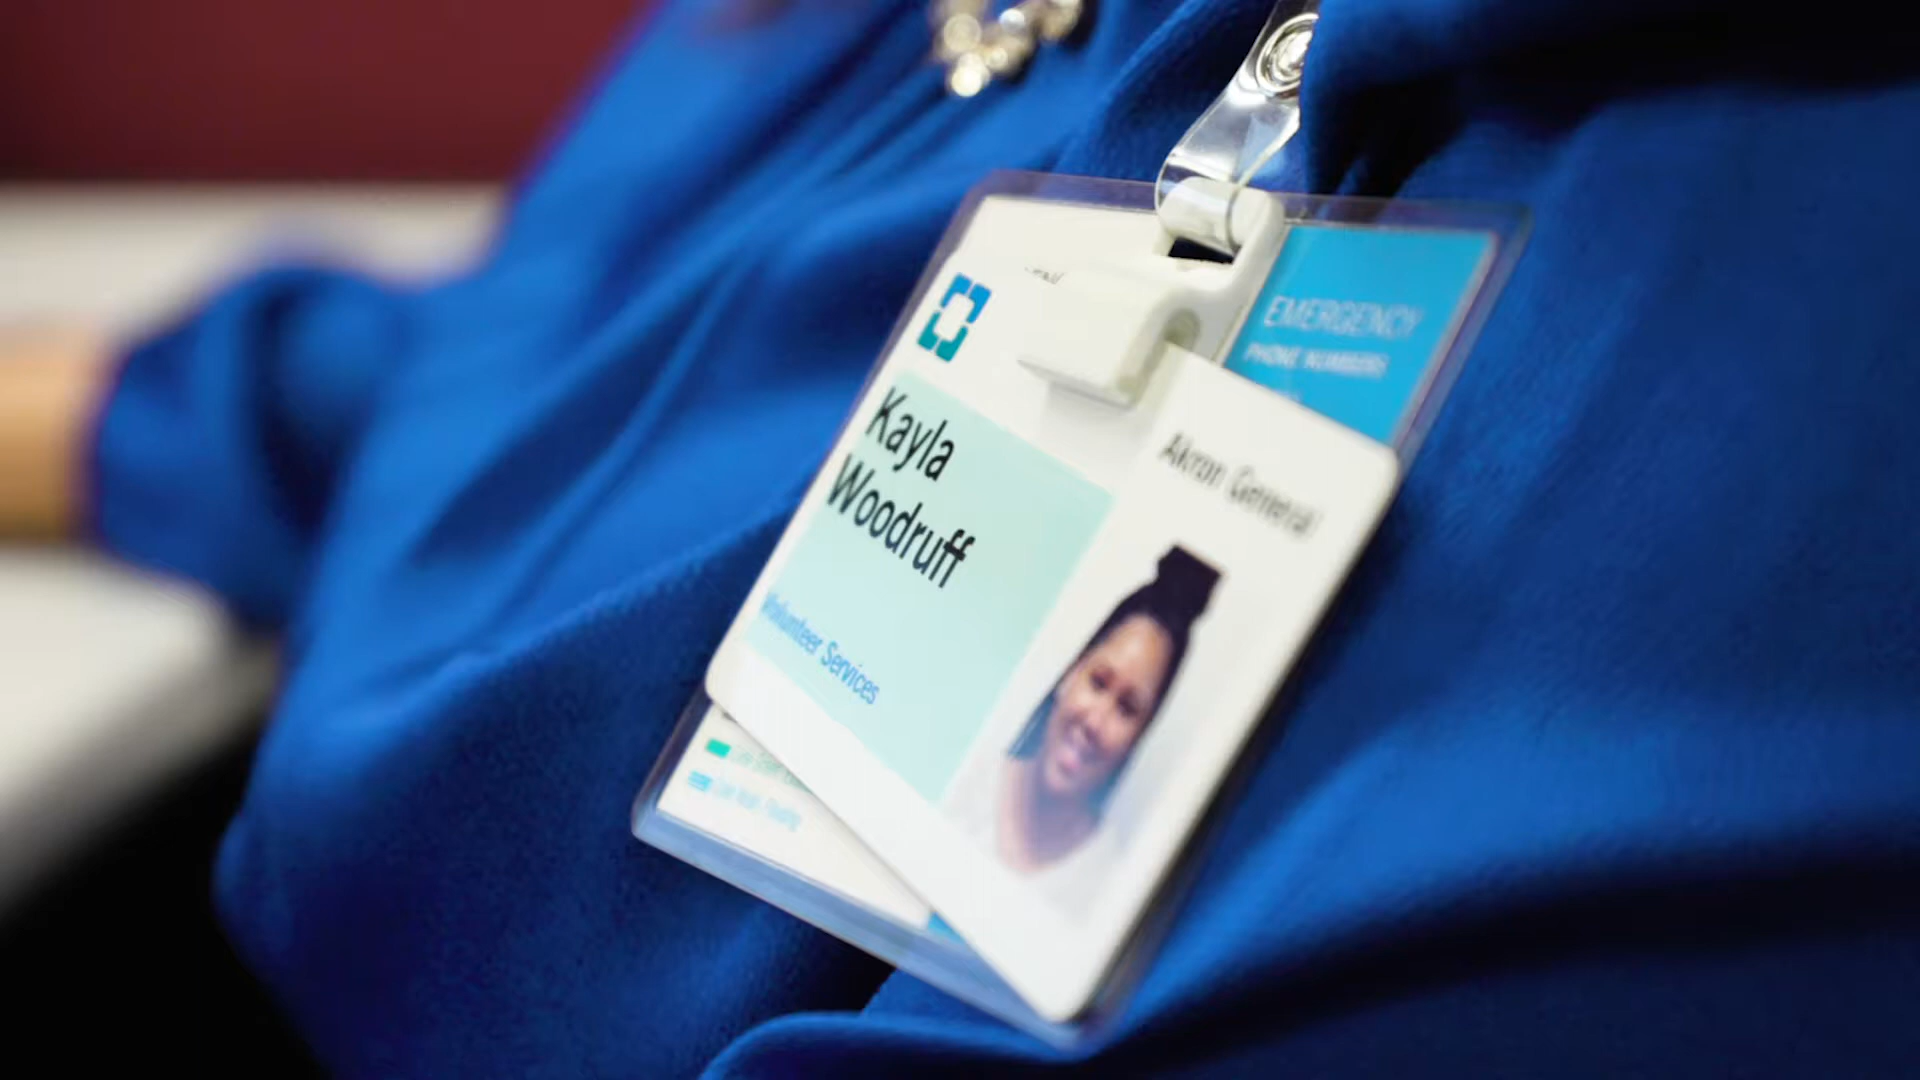 Kayla
Woodruff
Volunteer Services
Akron General
EMERGENCY
PHONE NUMBERS